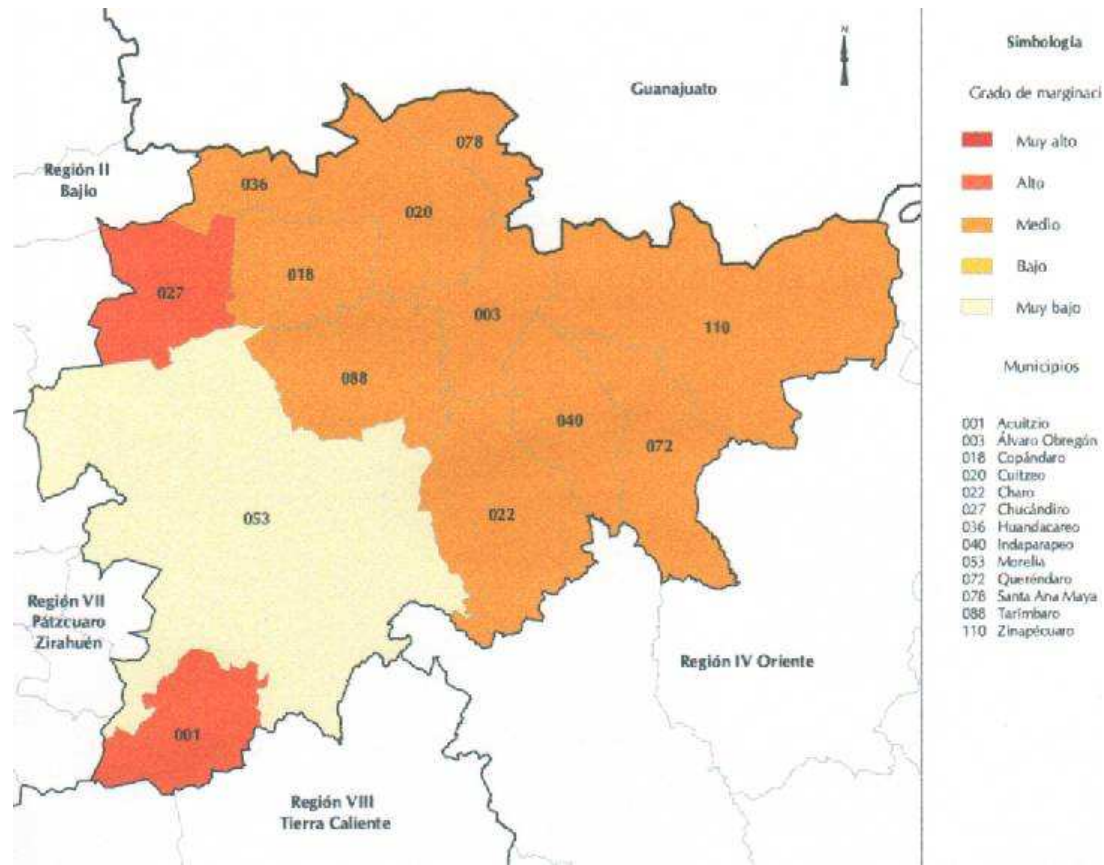 N
Guanajuato
Región II
Bajío
Región VII
Pátzcuaro
Zirahuén
Región IV Oriente
Región VIII
Tierra Caliente
078
036
020
018
027
003
110
088
040
072
053
022
001
Simbología
Grado de marginaci
Muy alto
Alto
Medio
Bajo
Muy bajo
Municipios
001 Acuitzio
003 Álvaro Obregón
018 Copándaro
020 Cuitzeo
022 Charo
027 Chucándiro
036 Huandacareo
040 Indaparapeo
053 Morelia
072 Queréndaro
078 Santa Ana Maya
088 Tarímbaro
110 Zinapécuaro